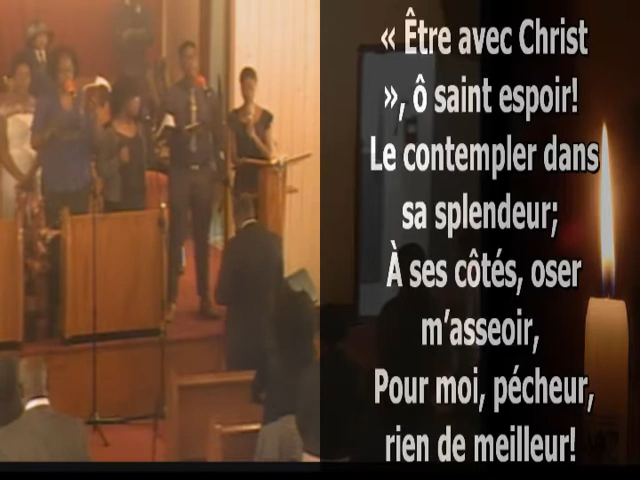 « Être avec Christ
», ô saint espoir!
Le contempler dans
sa splendeur;
À ses côtés, oser
m'asseoir,
Pour moi, pécheur,
rien de meilleur!